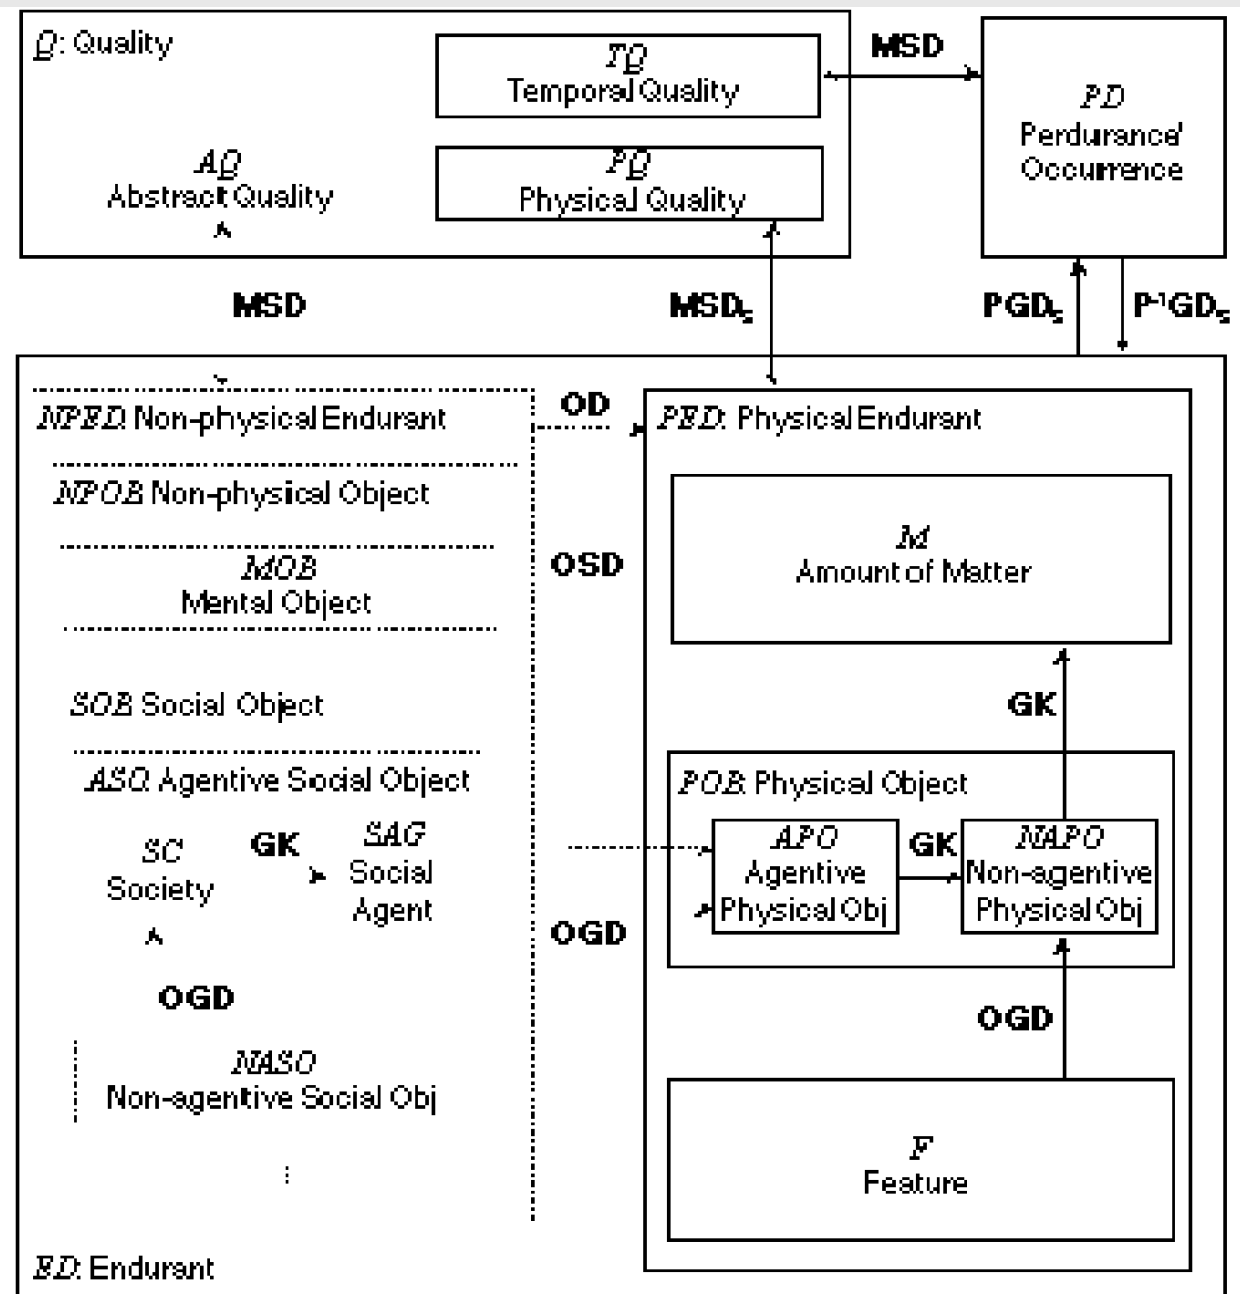 Q: Quality
TQ
Temporal Quality
MSD
PD
Perdurance/
Occurrence
AQ
Abstract Quality
PQ
Physical Quality
MSD
MSDs
PGDs
P-1GDs
NPED: Non-physical Endurant
OD
PED: Physical Endurant
NPOB Non-physical Object
M
Amount of Matter
MOB
Mental Object
OSD
SOB Social Object
GK
ASO: Agentive Social Object
POB: Physical Object
SC
Society
GK
SAG
Social
Agent
APO
Agentive
Physical Obj
GK
NAPO
Non-agentive
Physical Obj
OGD
OGD
OGD
NASO
Non-agentive Social Obj
F
Feature
ED: Endurant